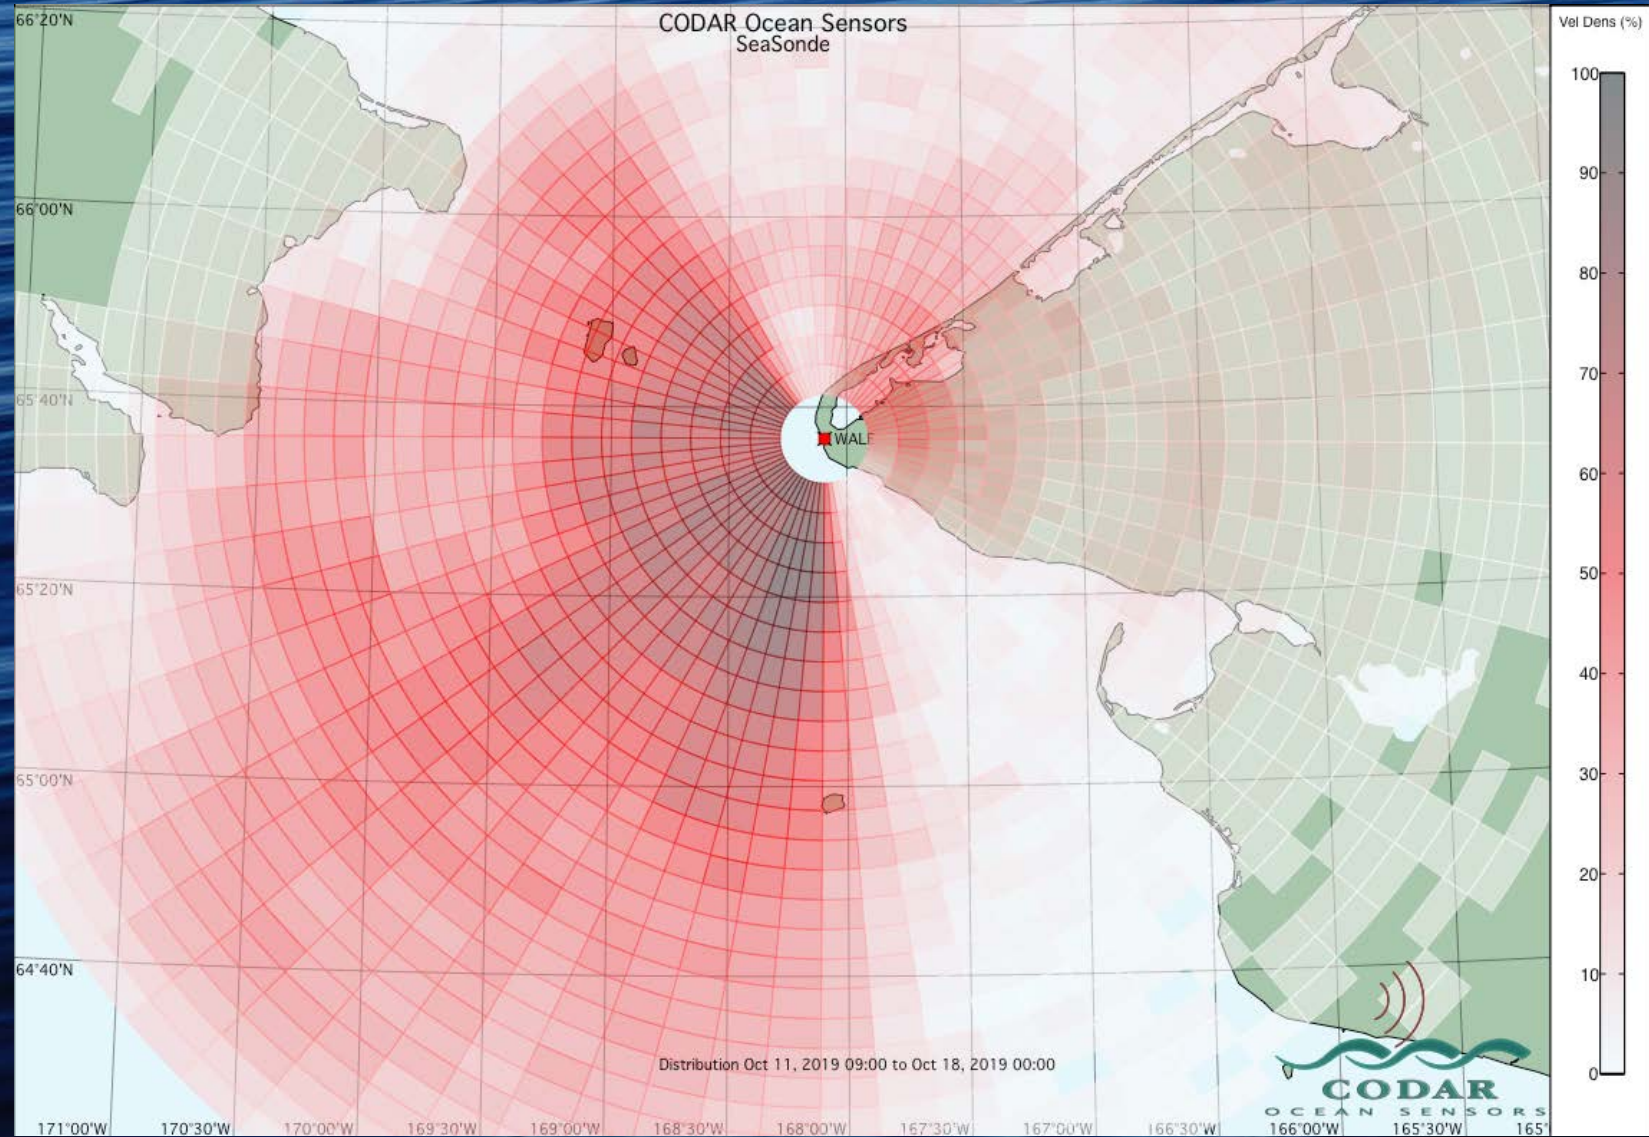 CODAR Ocean Sensors
SeaSonde
Vel Dens (%)
66°20'N
66°00'N
65°40'N
65°20'N
65°00'N
64°40'N
WALE
100
90
80
70
60
50
40
30
20
10
0
Distribution Oct 11, 2019 09:00 to Oct 18, 2019 00:00
CODAR
OCEAN SENSORS
171°00'W 170°30'W 170°00'W 169°30'W 169°00'W 168°30'W 168°00'W 167°30'W 167°00'W 166°30'W 166°00'W 165°30'W 165°